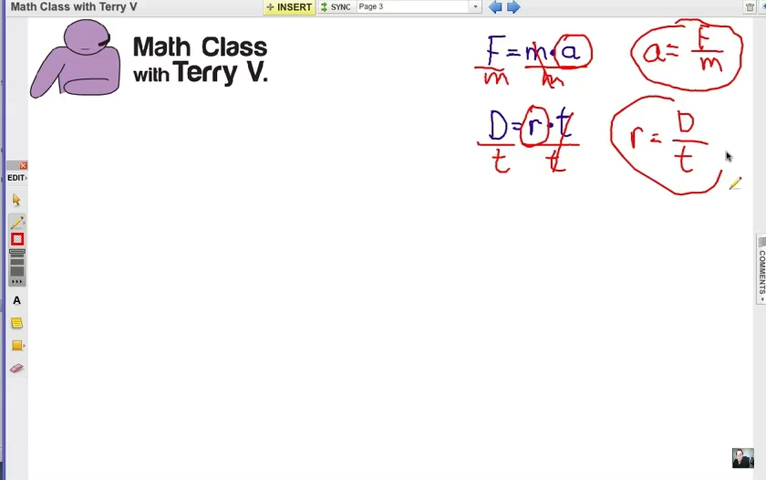 Math Class with Terry V
INSERT
SYNC
Page 3
Math Class
with Terry V.
F = m · a
m m
a = F/m
D = r · t
t t
r = D/t
EDIT
A
COMMENTS